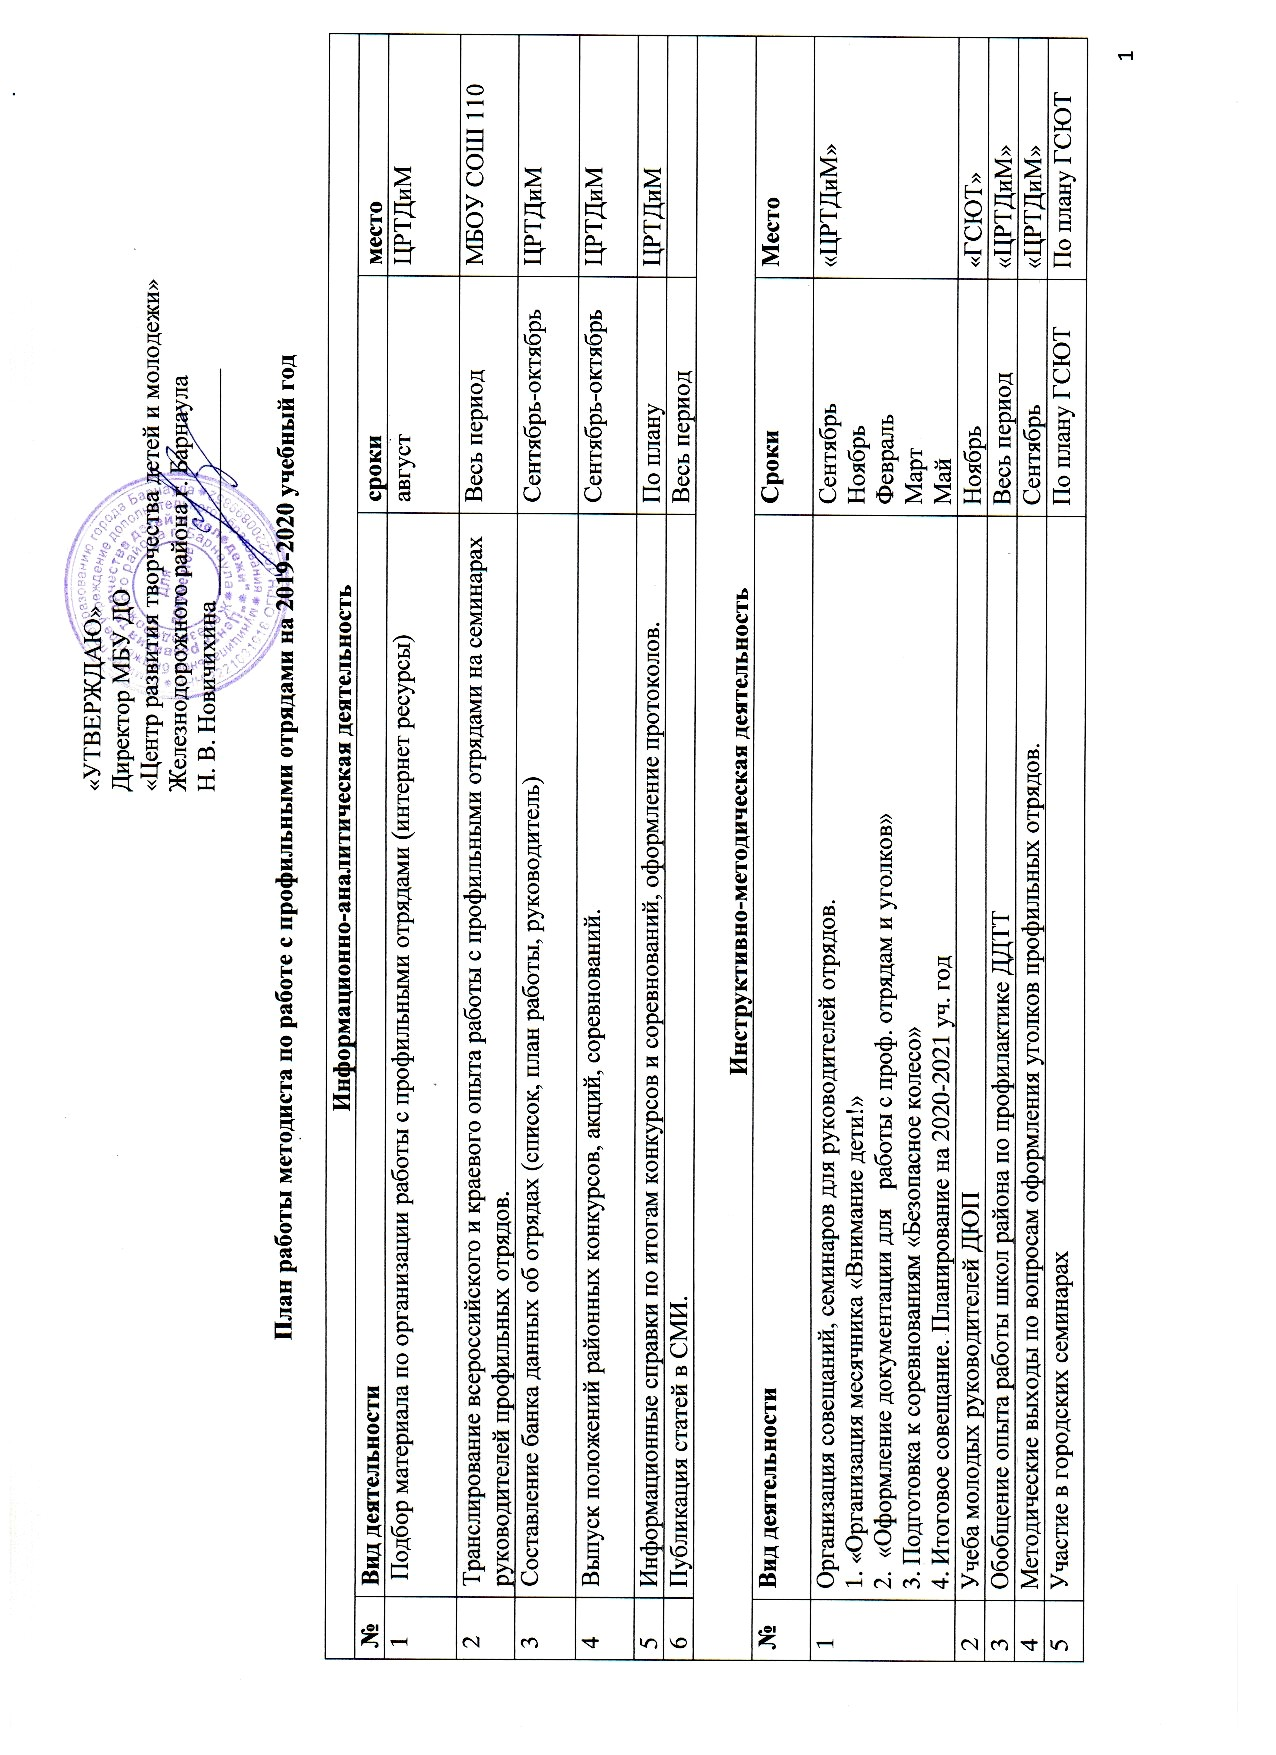 «УТВЕРЖДАЮ»
Директор МБУ ДО
«Центр развития творчества детей и молодежи»
Железнодорожного района г. Барнаула
Н. В. Новичихина
План работы методиста по работе с профильными отрядами на 2019-2020 учебный год
Информационно-аналитическая деятельность
№ Вид деятельности сроки место
1 Подбор материала по организации работы с профильными отрядами (интернет ресурсы) август ЦРТДиМ
2 Транслирование всероссийского и краевого опыта работы с профильными отрядами на семинарах Весь период МБОУ СОШ 110
руководителей профильных отрядов.
3 Составление банка данных об отрядах (список, план работы, руководитель) Сентябрь-октябрь ЦРТДиМ
4 Выпуск положений районных конкурсов, акций, соревнований. Сентябрь-октябрь ЦРТДиМ
5 Информационные справки по итогам конкурсов и соревнований, оформление протоколов. По плану ЦРТДиМ
6 Публикация статей в СМИ. Весь период
Инструктивно-методическая деятельность
№ Вид деятельности Сроки Место
1 Организация совещаний, семинаров для руководителей отрядов. Сентябрь «ЦРТДиМ»
1. «Организация месячника «Внимание дети!» Ноябрь
2. «Оформление документации для работы с проф. отрядам и уголков» Февраль
3. Подготовка к соревнованиям «Безопасное колесо» Март
4. Итоговое совещание. Планирование на 2020-2021 уч. год Май
2 Учеба молодых руководителей ДЮП Ноябрь «ГСЮТ»
3 Обобщение опыта работы школ района по профилактике ДДТТ Весь период «ЦРТДиМ»
4 Методические выходы по вопросам оформления уголков профильных отрядов. Сентябрь «ЦРТДиМ»
5 Участие в городских семинарах По плану ГСЮТ По плану ГСЮТ
1